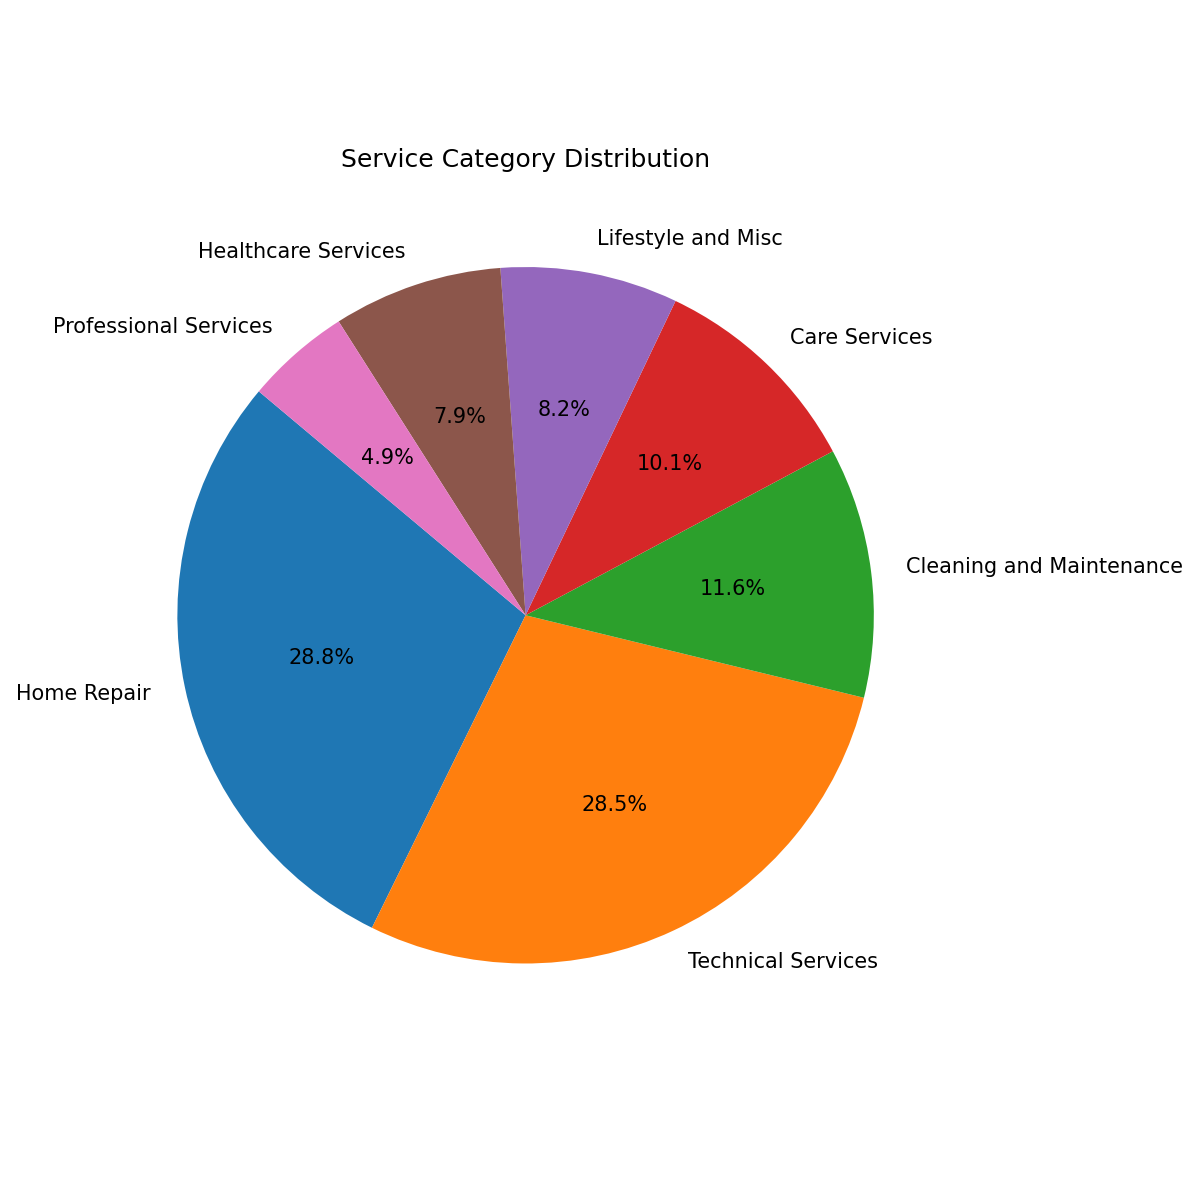 Service Category Distribution
Lifestyle and Misc
Healthcare Services
Professional Services
Care Services
8.2%
7.9%
4.9%
10.1%
Cleaning and Maintenance
11.6%
28.8%
Home Repair
28.5%
Technical Services